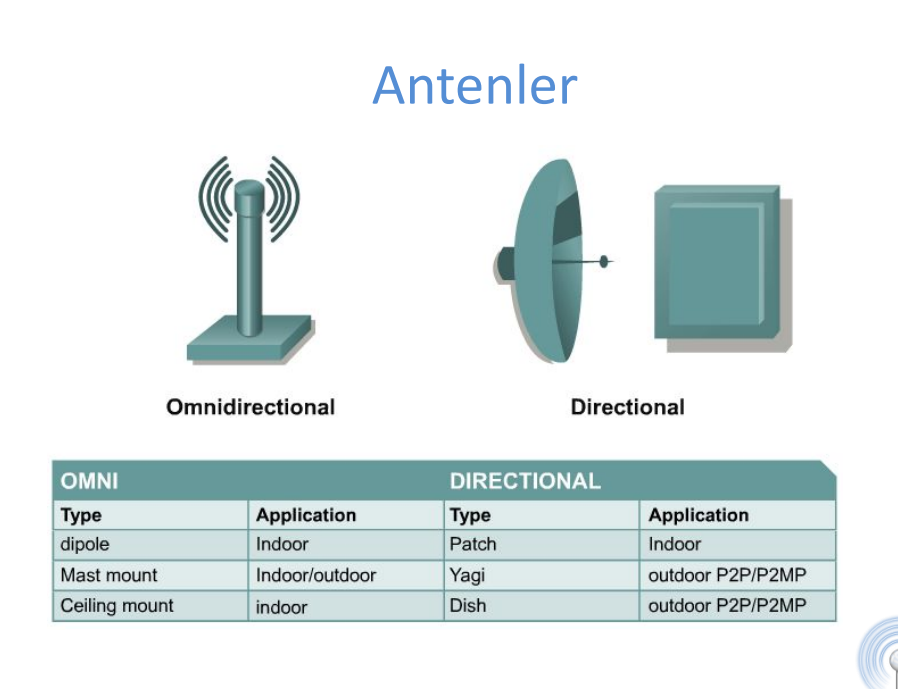 Antenler
Omnidirectional
Directional
OMNI DIRECTIONAL
Type Application Type Application
dipole Indoor Patch Indoor
Mast mount Indoor/outdoor Yagi outdoor P2P/P2MP
Ceiling mount indoor Dish outdoor P2P/P2MP